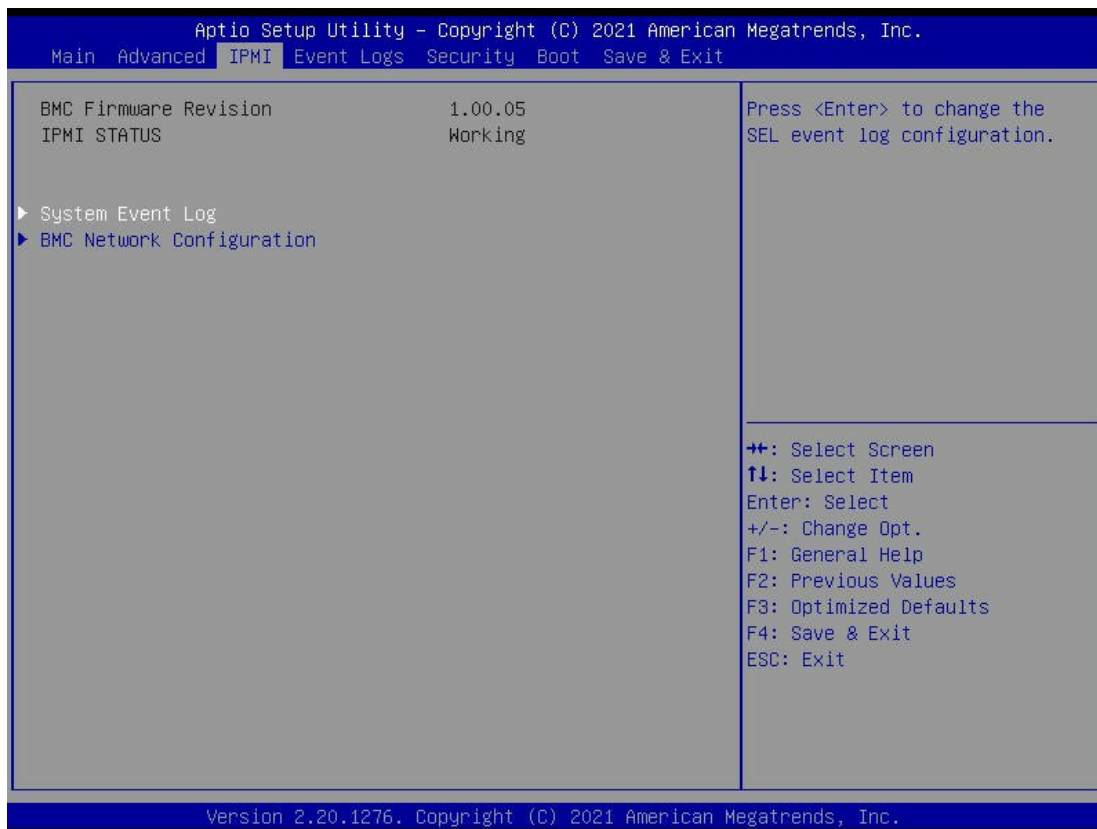 Aptio Setup Utility – Copyright (C) 2021 American Megatrends, Inc.
Main Advanced IPMI Event Logs Security Boot Save & Exit
BMC Firmware Revision 1.00.05
IPMI STATUS Working
System Event Log
BMC Network Configuration
Press <Enter> to change the
SEL event log configuration.
→←: Select Screen
↑↓: Select Item
Enter: Select
+/-: Change Opt.
F1: General Help
F2: Previous Values
F3: Optimized Defaults
F4: Save & Exit
ESC: Exit
Version 2.20.1276. Copyright (C) 2021 American Megatrends, Inc.